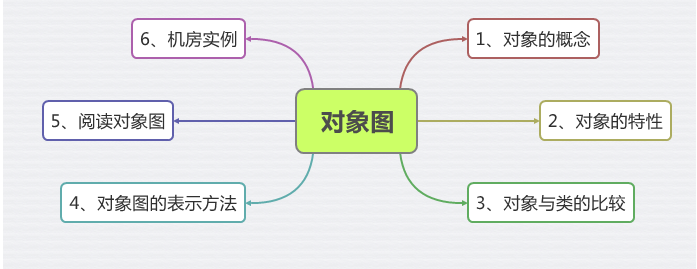 对象图
1、对象的概念
2、对象的特性
3、对象与类的比较
4、对象图的表示方法
5、阅读对象图
6、机房实例